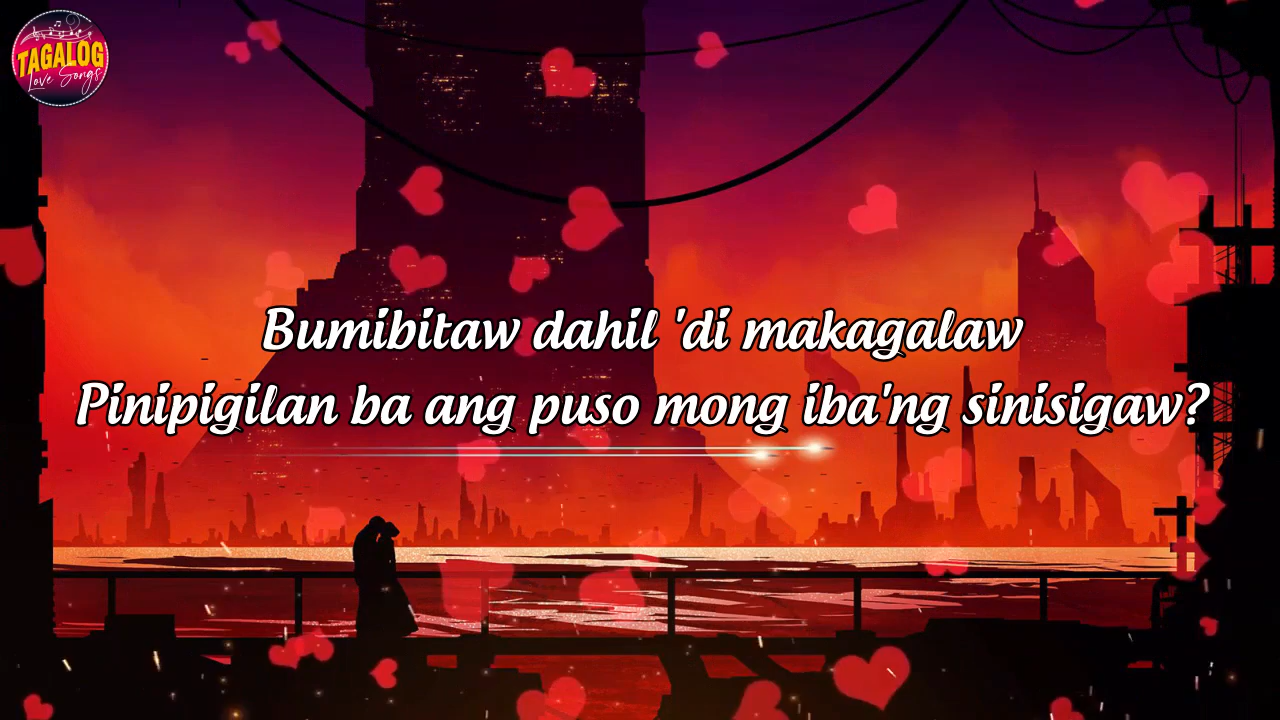 TAGALOG
Love Songs
Bumibitaw dahil 'di makagalaw
Pinipigilan ba ang puso mong iba'ng sinisigaw?